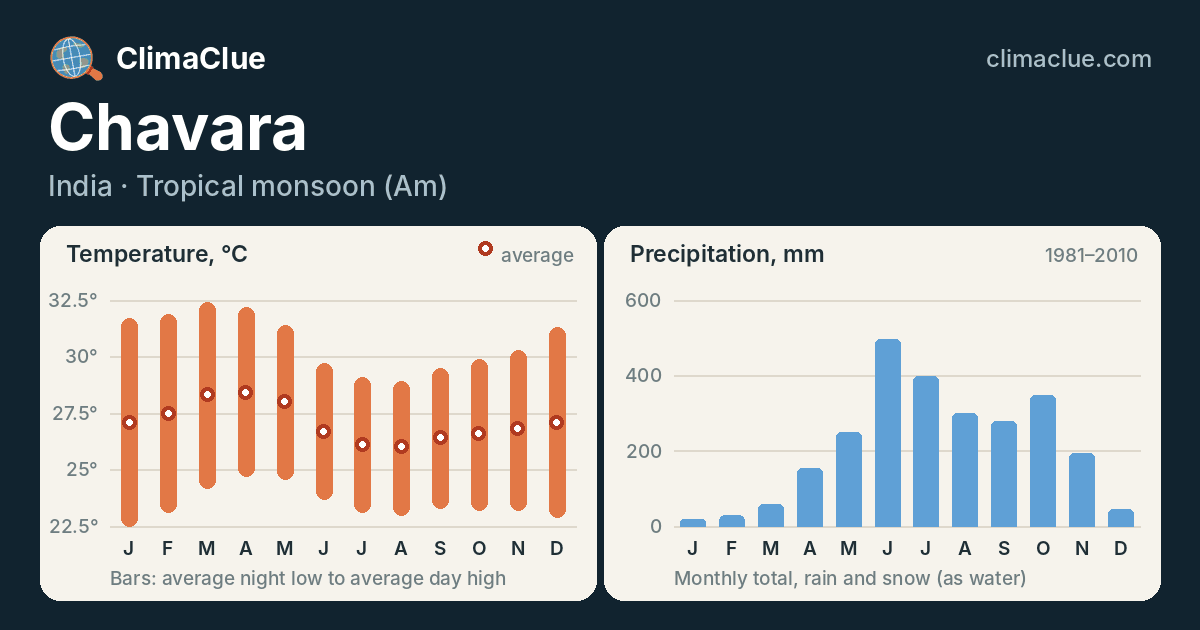 ClimaClue
climaclue.com
Chavara
India · Tropical monsoon (Am)
Temperature, °C
average
32.5°
30°
27.5°
25°
22.5°
J F M A M J J A S O N D
Bars: average night low to average day high
Precipitation, mm
1981–2010
600
400
200
0
J F M A M J J A S O N D
Monthly total, rain and snow (as water)